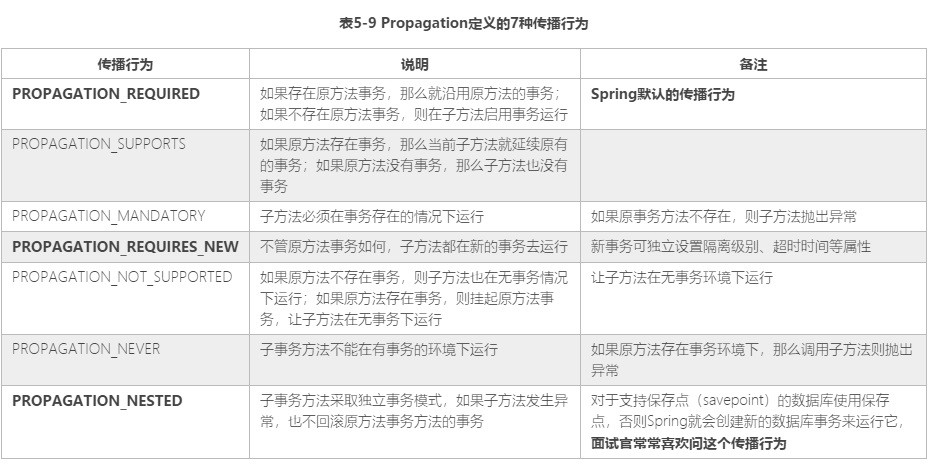 表5-9 Propagation定义的7种传播行为
传播行为
说明
备注
PROPAGATION_REQUIRED
如果存在原方法事务，那么就沿用原方法的事务；
如果不存在原方法事务，则在子方法启用事务运行
Spring默认的传播行为
PROPAGATION_SUPPORTS
如果原方法存在事务，那么当前子方法就延续原有
的事务；如果原方法没有事务，那么子方法也没有
事务
PROPAGATION_MANDATORY
子方法必须在事务存在的情况下运行
如果原事务方法不存在，则子方法抛出异常
PROPAGATION_REQUIRES_NEW
不管原方法事务如何，子方法都在新的事务去运行
新事务可独立设置隔离级别、超时时间等属性
PROPAGATION_NOT_SUPPORTED
如果原方法不存在事务，则子方法也在无事务情况
下运行；如果原方法存在事务，则挂起原方法事
务，让子方法在无事务下运行
让子方法在无事务环境下运行
PROPAGATION_NEVER
子事务方法不能在有事务的环境下运行
如果原方法存在事务环境下，那么调用子方法则抛出
异常
PROPAGATION_NESTED
子事务方法采取独立事务模式，如果子方法发生异
常，也不回滚原方法事务方法的事务
对于支持保存点（savepoint）的数据库使用保存
点，否则Spring就会创建新的数据库事务来运行它，
面试官常常喜欢问这个传播行为